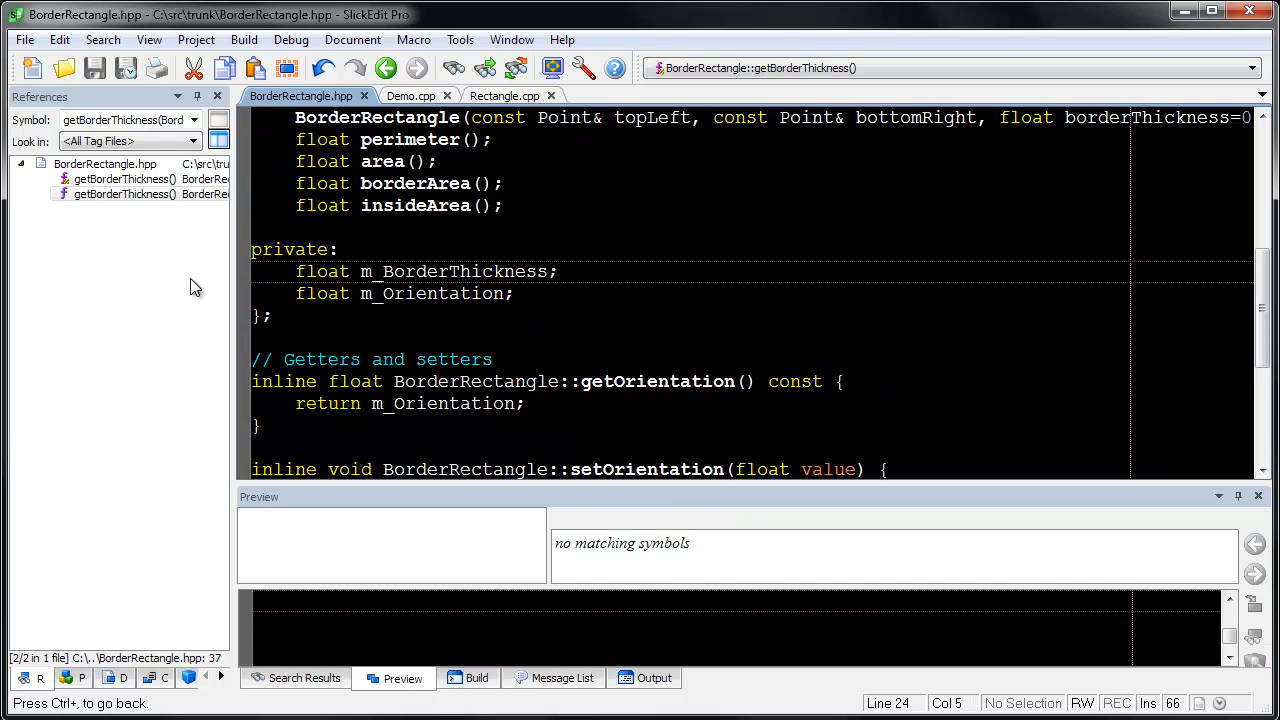 BorderRectangle.hpp - C:\src\trunk\BorderRectangle.hpp - SlickEdit Pro
File Edit Search View Project Build Debug Document Macro Tools Window Help
BorderRectangle::getBorderThickness()
References
Symbol: getBorderThickness(Bord
Look in: <All Tag Files>
BorderRectangle.hpp C:\src\tru
getBorderThickness() BorderRec
getBorderThickness() BorderRec
[2/2 in 1 file] C:\..\BorderRectangle.hpp: 37
R P D C
BorderRectangle.hpp Demo.cpp Rectangle.cpp
BorderRectangle(const Point& topLeft, const Point& bottomRight, float borderThickness=0
float perimeter();
float area();
float borderArea();
float insideArea();
private:
float m_BorderThickness;
float m_Orientation;
};
// Getters and setters
inline float BorderRectangle::getOrientation() const {
return m_Orientation;
}
inline void BorderRectangle::setOrientation(float value) {
Preview
no matching symbols
Search Results Preview Build Message List Output
Press Ctrl+, to go back.
Line 24 Col 5 No Selection RW REC Ins 66